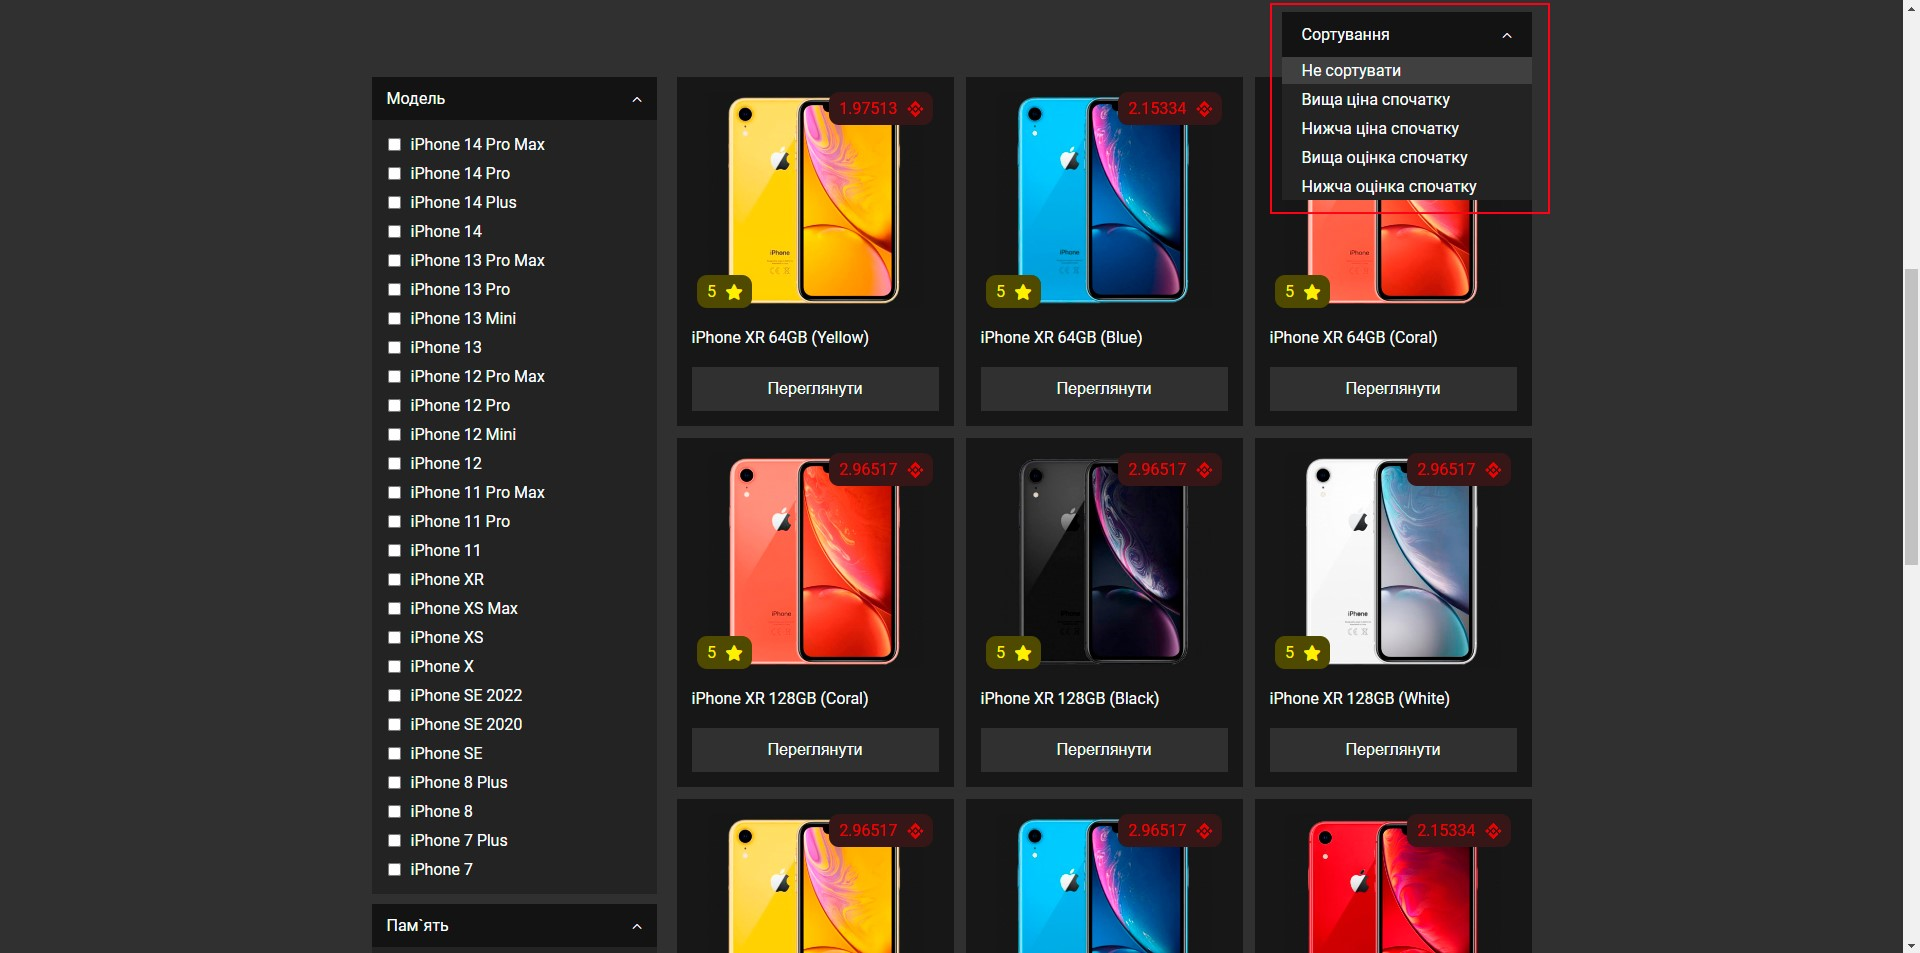 Сортування
Не сортувати
Вища ціна спочатку
Нижча ціна спочатку
Вища оцінка спочатку
Нижча оцінка спочатку
Модель
iPhone 14 Pro Max
iPhone 14 Pro
iPhone 14 Plus
iPhone 14
iPhone 13 Pro Max
iPhone 13 Pro
iPhone 13 Mini
iPhone 13
iPhone 12 Pro Max
iPhone 12 Pro
iPhone 12 Mini
iPhone 12
iPhone 11 Pro Max
iPhone 11 Pro
iPhone 11
iPhone XR
iPhone XS Max
iPhone XS
iPhone X
iPhone SE 2022
iPhone SE 2020
iPhone SE
iPhone 8 Plus
iPhone 8
iPhone 7 Plus
iPhone 7
Пам`ять
1.97513
iPhone
5
iPhone XR 64GB (Yellow)
Переглянути
2.15334
iPhone
5
iPhone XR 64GB (Blue)
Переглянути
iPhone
5
iPhone XR 64GB (Coral)
Переглянути
2.96517
iPhone
5
iPhone XR 128GB (Coral)
Переглянути
2.96517
iPhone
5
iPhone XR 128GB (Black)
Переглянути
2.96517
iPhone
5
iPhone XR 128GB (White)
Переглянути
2.96517
2.96517
2.15334